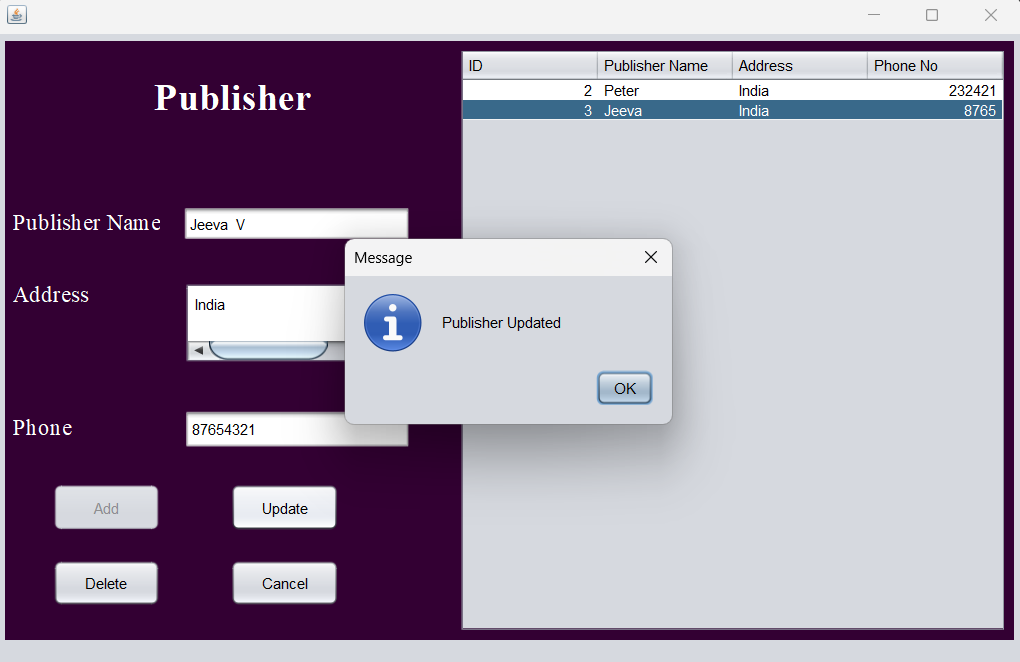 Publisher
Publisher Name
Jeeva  V
Address
India
Phone
87654321
Add
Update
Delete
Cancel
ID Publisher Name Address Phone No
2 Peter India 232421
3 Jeeva India 8765
Message
Publisher Updated
OK